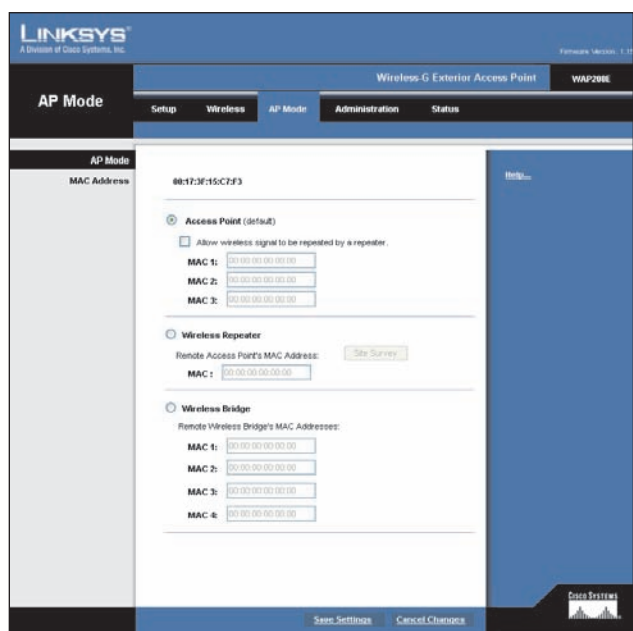 LINKSYS®
A Division of Cisco Systems, Inc.
Firmware Version: 1.
Wireless-G Exterior Access Point
WAP200E
AP Mode
Setup
Wireless
AP Mode
Administration
Status
AP Mode
MAC Address
00:17:3F:15:C7:F3
Help...
Access Point (default)
Allow wireless signal to be repeated by a repeater.
MAC 1: 00:00:00:00:00:00
MAC 2: 00:00:00:00:00:00
MAC 3: 00:00:00:00:00:00
Wireless Repeater
Remote Access Point's MAC Address:
Site Survey
MAC : 00:00:00:00:00:00
Wireless Bridge
Remote Wireless Bridge's MAC Addresses:
MAC 1: 00:00:00:00:00:00
MAC 2: 00:00:00:00:00:00
MAC 3: 00:00:00:00:00:00
MAC 4: 00:00:00:00:00:00
Save Settings
Cancel Changes
CISCO SYSTEMS